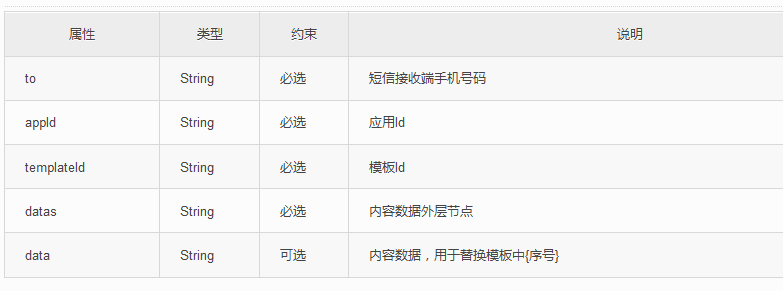 属性 类型 约束 说明
to String 必选 短信接收端手机号码
appId String 必选 应用Id
templateId String 必选 模板Id
datas String 必选 内容数据外层节点
data String 可选 内容数据，用于替换模板中{序号}